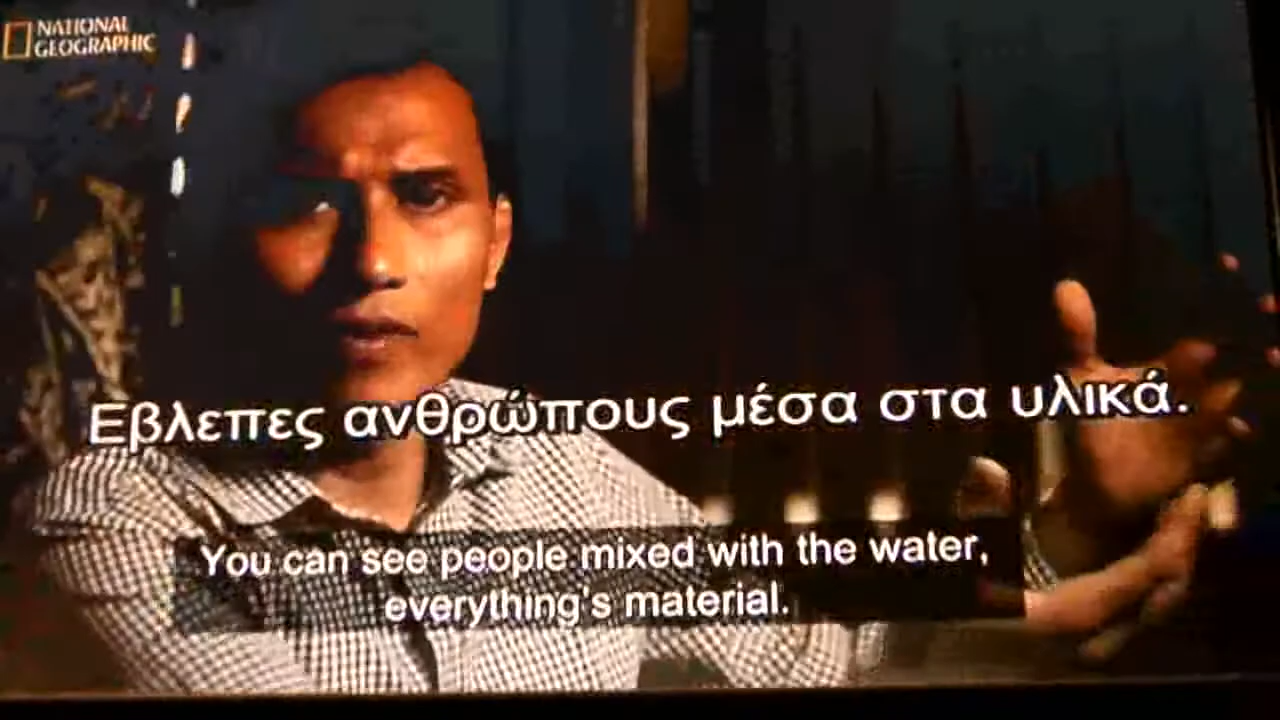 NATIONAL
GEOGRAPHIC
Εβλεπες ανθρώπους μέσα στα υλικά.
You can see people mixed with the water,
everything's material.